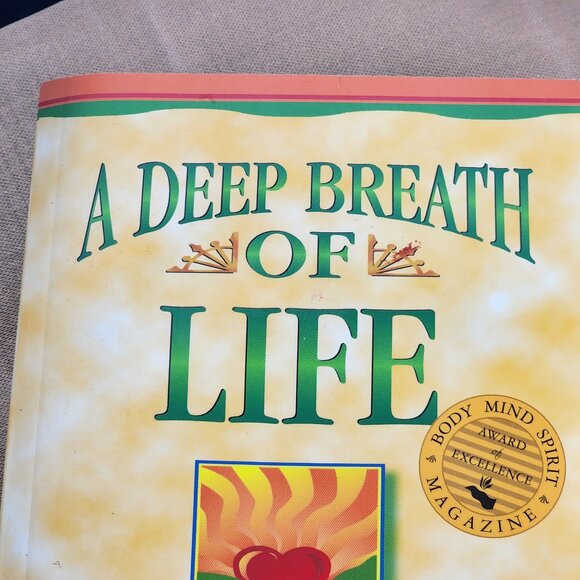 A DEEP BREATH
OF
LIFE
BODY MIND SPIRIT
AWARD
of
EXCELLENCE
MAGAZINE